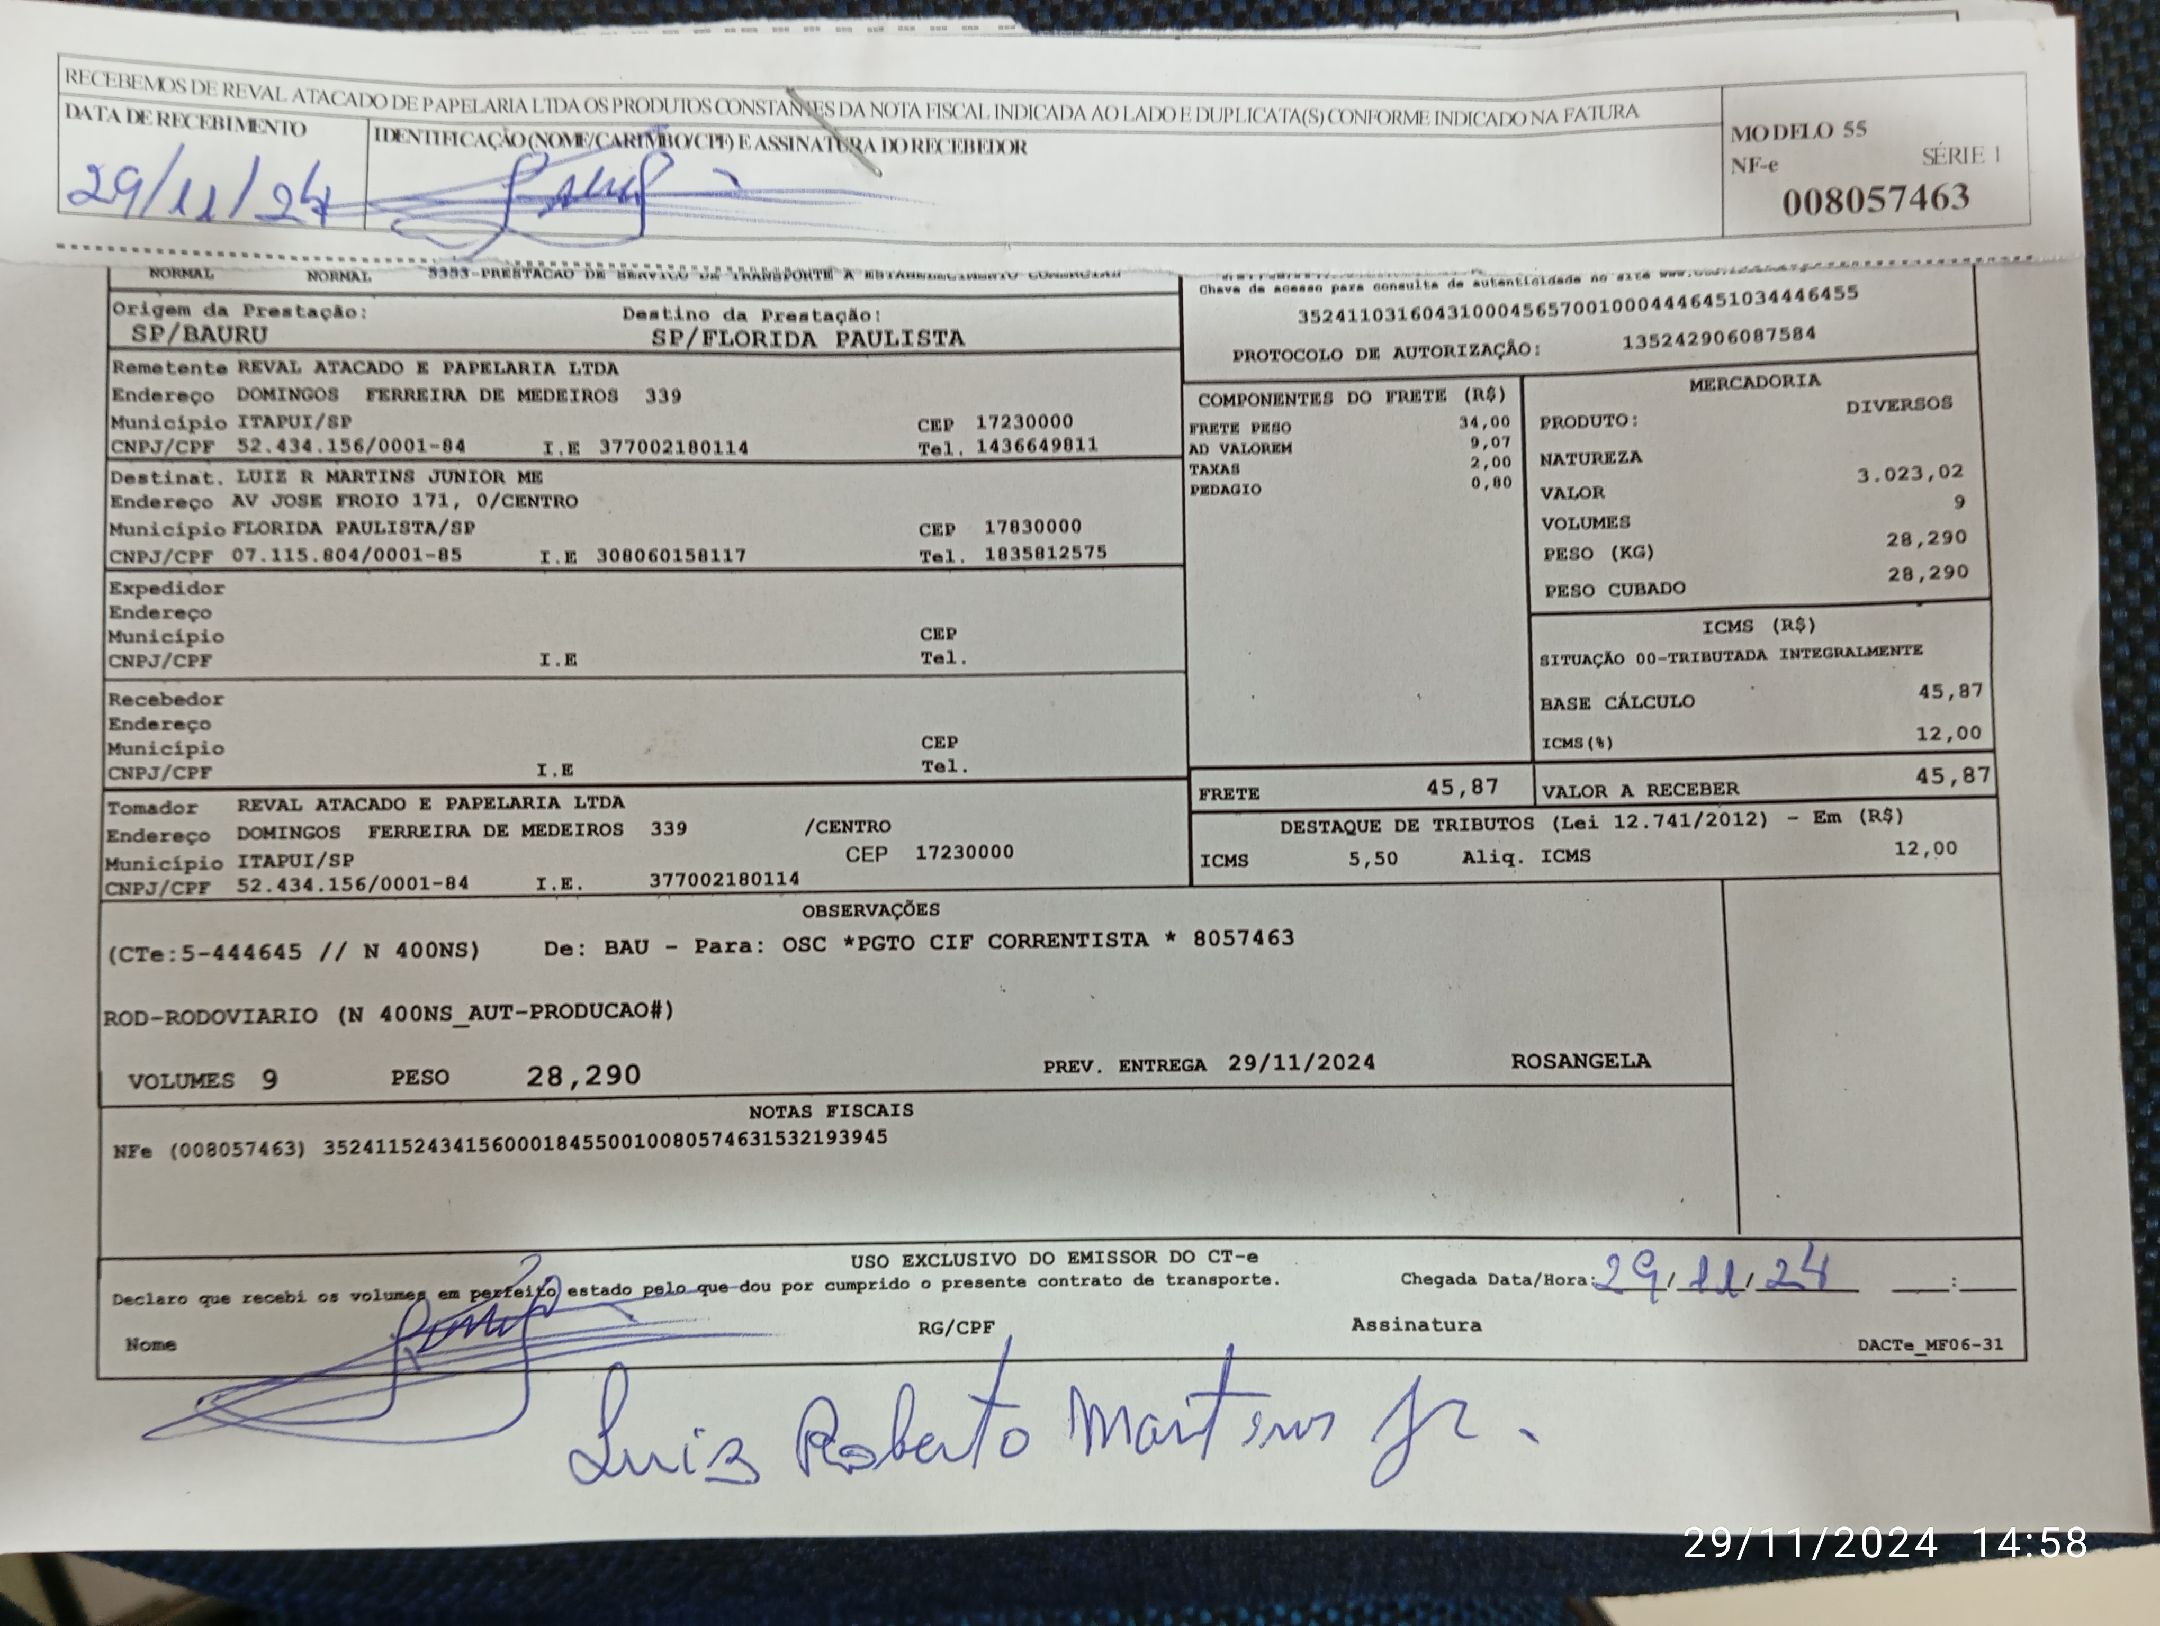 RECEBEMOS DE REVAL ATACADO DE PAPELARIA LTDA OS PRODUTOS CONSTANTES DA NOTA FISCAL INDICADA AO LADO E DUPLICATA(S) CONFORME INDICADO NA FATURA
DATA DE RECEBIMENTO
29/11/24
IDENTIFICAÇÃO (NOME/CARIMBO/CPF) E ASSINATURA DO RECEBEDOR
MODELO 55
NF-e SÉRIE 1
008057463
NORMAL NORMAL 5353-PRESTACAO DE SERVICO DE TRANSPORTE A ESTABELECIMENTO COMERCIAL
Origem da Prestação: Destino da Prestação:
SP/BAURU SP/FLORIDA PAULISTA
Remetente REVAL ATACADO E PAPELARIA LTDA
Endereço DOMINGOS FERREIRA DE MEDEIROS 339
Município ITAPUI/SP CEP 17230000
CNPJ/CPF 52.434.156/0001-84 I.E 377002180114 Tel. 1436649811
Destinat. LUIZ R MARTINS JUNIOR ME
Endereço AV JOSE FROIO 171, 0/CENTRO
Município FLORIDA PAULISTA/SP CEP 17830000
CNPJ/CPF 07.115.804/0001-85 I.E 308060158117 Tel. 1835812575
Expedidor
Endereço
Município CEP
CNPJ/CPF I.E Tel.
Recebedor
Endereço
Município CEP
CNPJ/CPF I.E Tel.
Tomador REVAL ATACADO E PAPELARIA LTDA
Endereço DOMINGOS FERREIRA DE MEDEIROS 339 /CENTRO
Município ITAPUI/SP CEP 17230000
CNPJ/CPF 52.434.156/0001-84 I.E. 377002180114
Chave de acesso para consulta de autenticidade no site
35241103160431000456570010004446451034446455
PROTOCOLO DE AUTORIZAÇÃO: 135242906087584
COMPONENTES DO FRETE (R$)
FRETE PESO 34,00
AD VALOREM 9,07
TAXAS 2,00
PEDAGIO 0,80
MERCADORIA
PRODUTO: DIVERSOS
NATUREZA
VALOR 3.023,02
VOLUMES 9
PESO (KG) 28,290
PESO CUBADO 28,290
ICMS (R$)
SITUAÇÃO 00-TRIBUTADA INTEGRALMENTE
BASE CÁLCULO 45,87
ICMS(%) 12,00
FRETE 45,87 VALOR A RECEBER 45,87
DESTAQUE DE TRIBUTOS (Lei 12.741/2012) - Em (R$)
ICMS 5,50 Aliq. ICMS 12,00
OBSERVAÇÕES
(CTe:5-444645 // N 400NS) De: BAU - Para: OSC *PGTO CIF CORRENTISTA * 8057463
ROD-RODOVIARIO (N 400NS_AUT-PRODUCAO#)
VOLUMES 9 PESO 28,290 PREV. ENTREGA 29/11/2024 ROSANGELA
NOTAS FISCAIS
NFe (008057463) 35241152434156000184550010080574631532193945
USO EXCLUSIVO DO EMISSOR DO CT-e
Declaro que recebi os volumes em perfeito estado pelo que dou por cumprido o presente contrato de transporte. Chegada Data/Hora: 29/11/24 :
Nome RG/CPF Assinatura
DACTe_MF06-31
Luiz Roberto Martins Jr.
29/11/2024 14:58